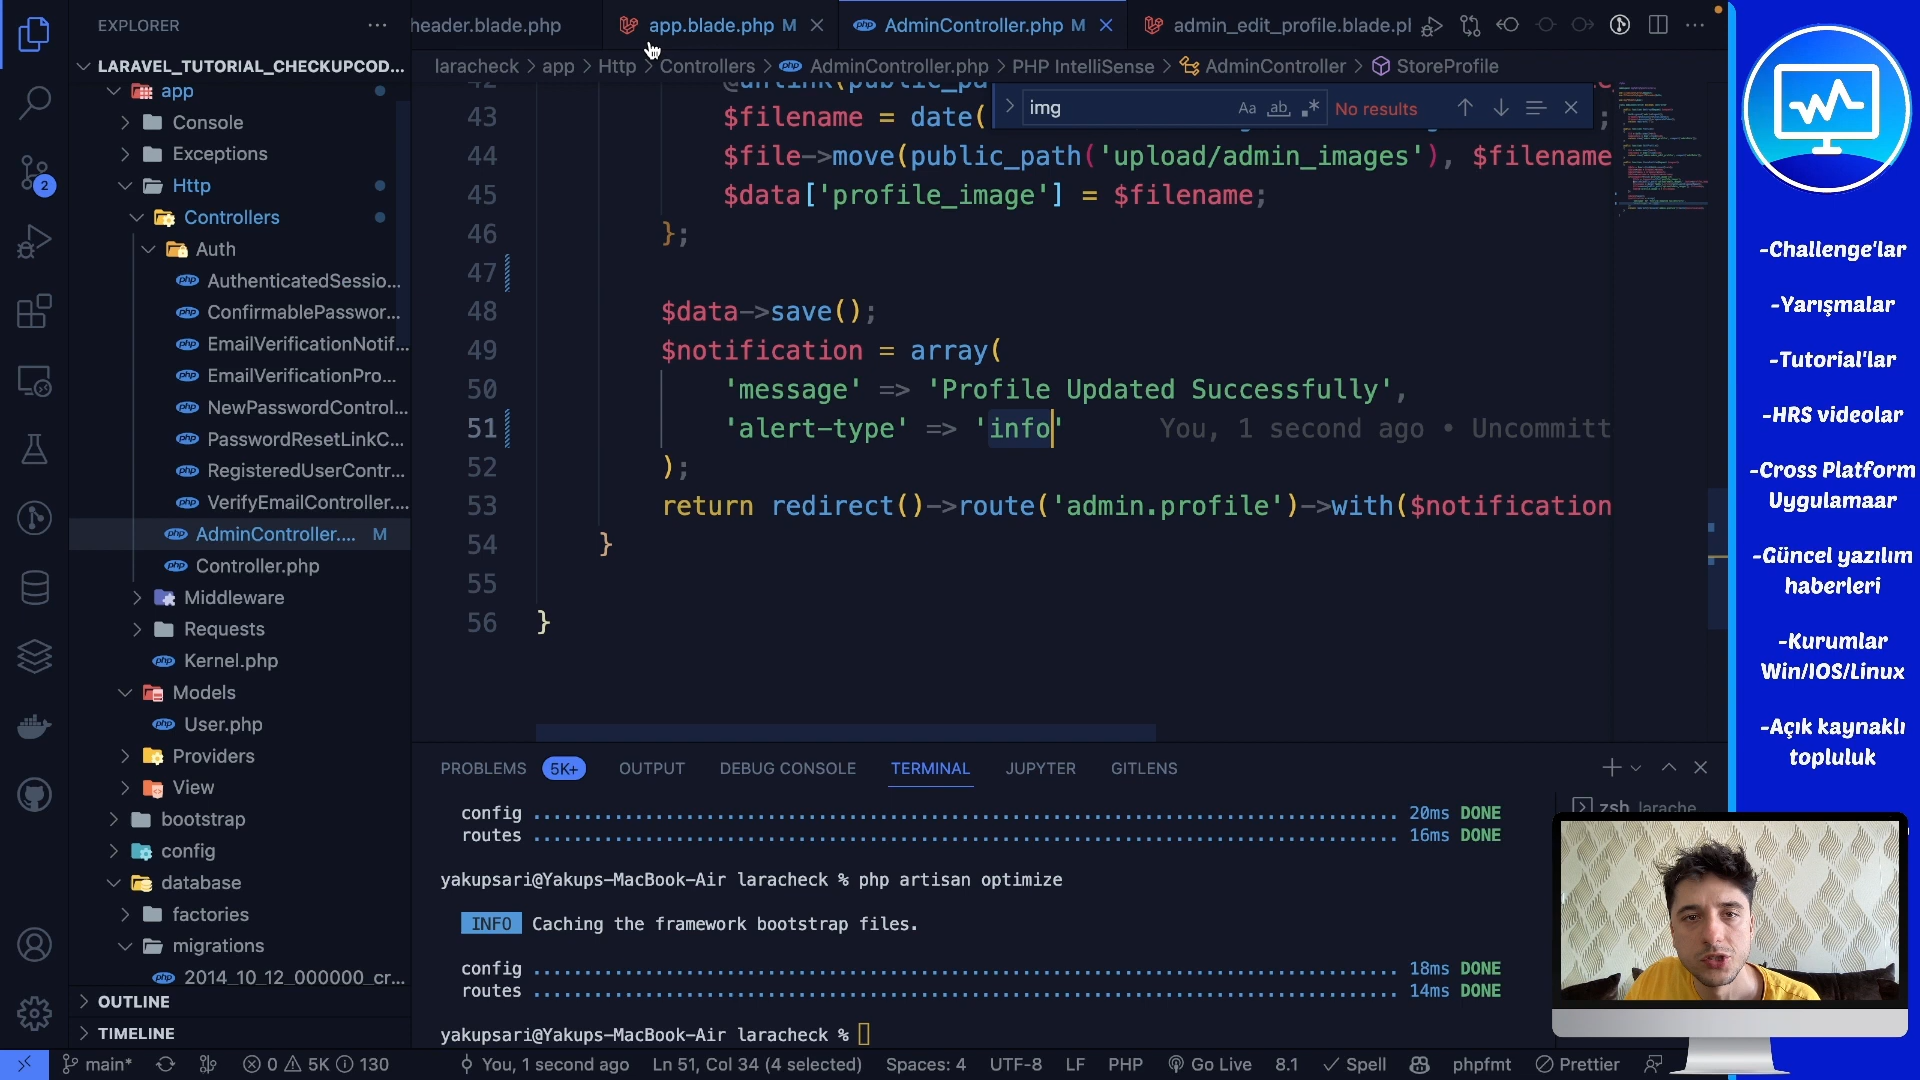 EXPLORER
LARAVEL_TUTORIAL_CHECKUPCOD...
app
Console
Exceptions
Http
Controllers
Auth
AuthenticatedSessio...
ConfirmablePasswor...
EmailVerificationNotif...
EmailVerificationPro...
NewPasswordControl...
PasswordResetLinkC...
RegisteredUserContr...
VerifyEmailController....
AdminController.... M
Controller.php
Middleware
Requests
Kernel.php
Models
User.php
Providers
View
bootstrap
config
database
factories
migrations
2014_10_12_000000_cr...
OUTLINE
TIMELINE
2
header.blade.php
app.blade.php M
AdminController.php M
admin_edit_profile.blade.pl
laracheck > app > Http > Controllers > AdminController.php > PHP IntelliSense > AdminController > StoreProfile
img
Aa ab .*
No results
43 $filename = date(
44 $file->move(public_path('upload/admin_images'), $filename
45 $data['profile_image'] = $filename;
46 };
47
48 $data->save();
49 $notification = array(
50 'message' => 'Profile Updated Successfully',
51 'alert-type' => 'info' You, 1 second ago • Uncommitt
52 );
53 return redirect()->route('admin.profile')->with($notification
54 }
55
56 }
PROBLEMS 5K+ OUTPUT DEBUG CONSOLE TERMINAL JUPYTER GITLENS
zsh larache
config ........ 20ms DONE
routes ........ 16ms DONE
yakupsari@Yakups-MacBook-Air laracheck % php artisan optimize
INFO Caching the framework bootstrap files.
config ........ 18ms DONE
routes ........ 14ms DONE
yakupsari@Yakups-MacBook-Air laracheck %
main* 0 5K 130 You, 1 second ago Ln 51, Col 34 (4 selected) Spaces: 4 UTF-8 LF PHP Go Live 8.1 Spell phpfmt Prettier
-Challenge'lar
-Yarışmalar
-Tutorial'lar
-HRS videolar
-Cross Platform
Uygulamaar
-Güncel yazılım
haberleri
-Kurumlar
Win/IOS/Linux
-Açık kaynaklı
topluluk